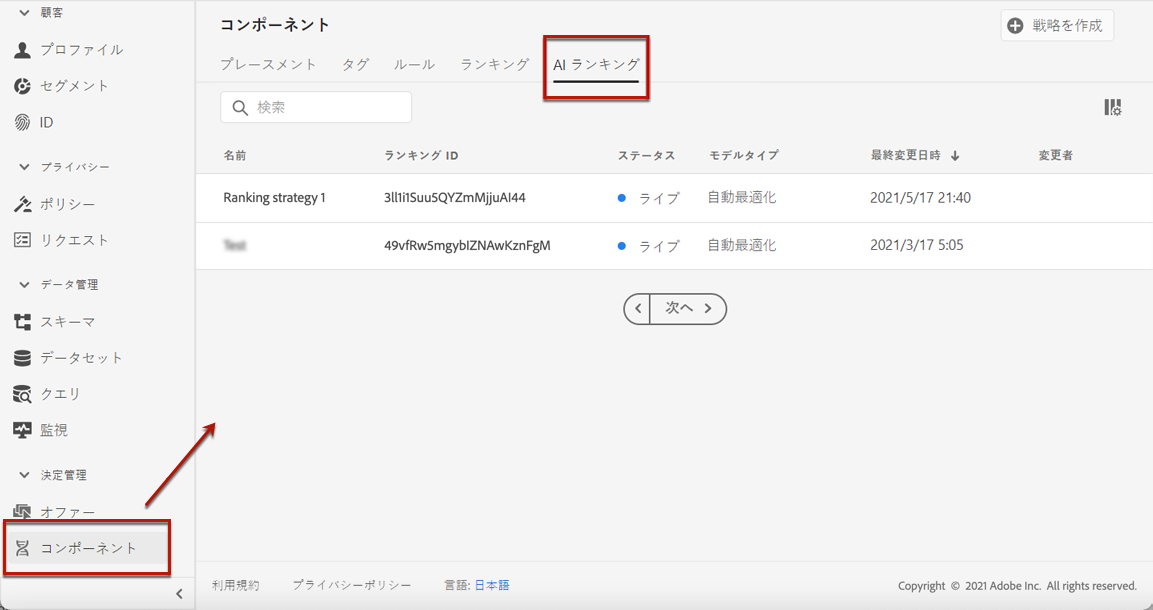 顧客
プロファイル
セグメント
ID
プライバシー
ポリシー
リクエスト
データ管理
スキーマ
データセット
クエリ
監視
決定管理
オファー
コンポーネント
コンポーネント
戦略を作成
プレースメント タグ ルール ランキング AI ランキング
検索
名前 ランキング ID ステータス モデルタイプ 最終変更日時 変更者
Ranking strategy 1 3ll1i1Suu5QYZmMjjuAI44 ライブ 自動最適化 2021/5/17 21:40
Test 49vfRw5mgyblZNAwKznFgM ライブ 自動最適化 2021/3/17 5:05
次へ
利用規約 プライバシーポリシー 言語: 日本語 Copyright © 2021 Adobe Inc. All rights reserved.